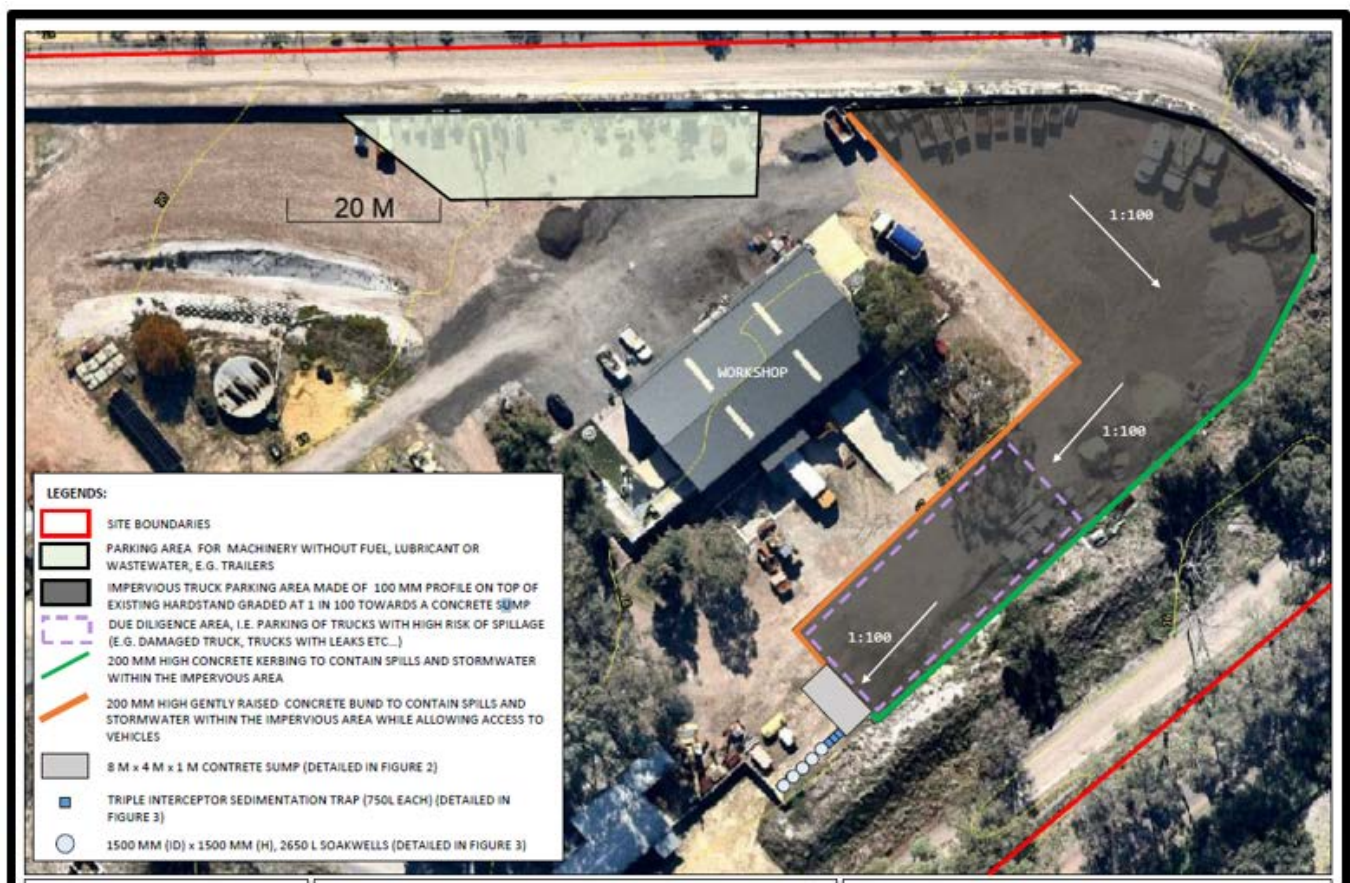 1:100
20 M
WORKSHOP
1:100
1:100
LEGENDS:
SITE BOUNDARIES
PARKING AREA FOR MACHINERY WITHOUT FUEL, LUBRICANT OR
WASTEWATER, E.G. TRAILERS
IMPERVIOUS TRUCK PARKING AREA MADE OF 100 MM PROFILE ON TOP OF
EXISTING HARDSTAND GRADED AT 1 IN 100 TOWARDS A CONCRETE SUMP
DUE DILIGENCE AREA, I.E. PARKING OF TRUCKS WITH HIGH RISK OF SPILLAGE
(E.G. DAMAGED TRUCK, TRUCKS WITH LEAKS ETC...)
200 MM HIGH CONCRETE KERBING TO CONTAIN SPILLS AND STORMWATER
WITHIN THE IMPERVOUS AREA
200 MM HIGH GENTLY RAISED CONCRETE BUND TO CONTAIN SPILLS AND
STORMWATER WITHIN THE IMPERVIOUS AREA WHILE ALLOWING ACCESS TO
VEHICLES
8 M x 4 M x 1 M CONTRETE SUMP (DETAILED IN FIGURE 2)
TRIPLE INTERCEPTOR SEDIMENTATION TRAP (750L EACH) (DETAILED IN
FIGURE 3)
1500 MM (ID) x 1500 MM (H), 2650 L SOAKWELLS (DETAILED IN FIGURE 3)